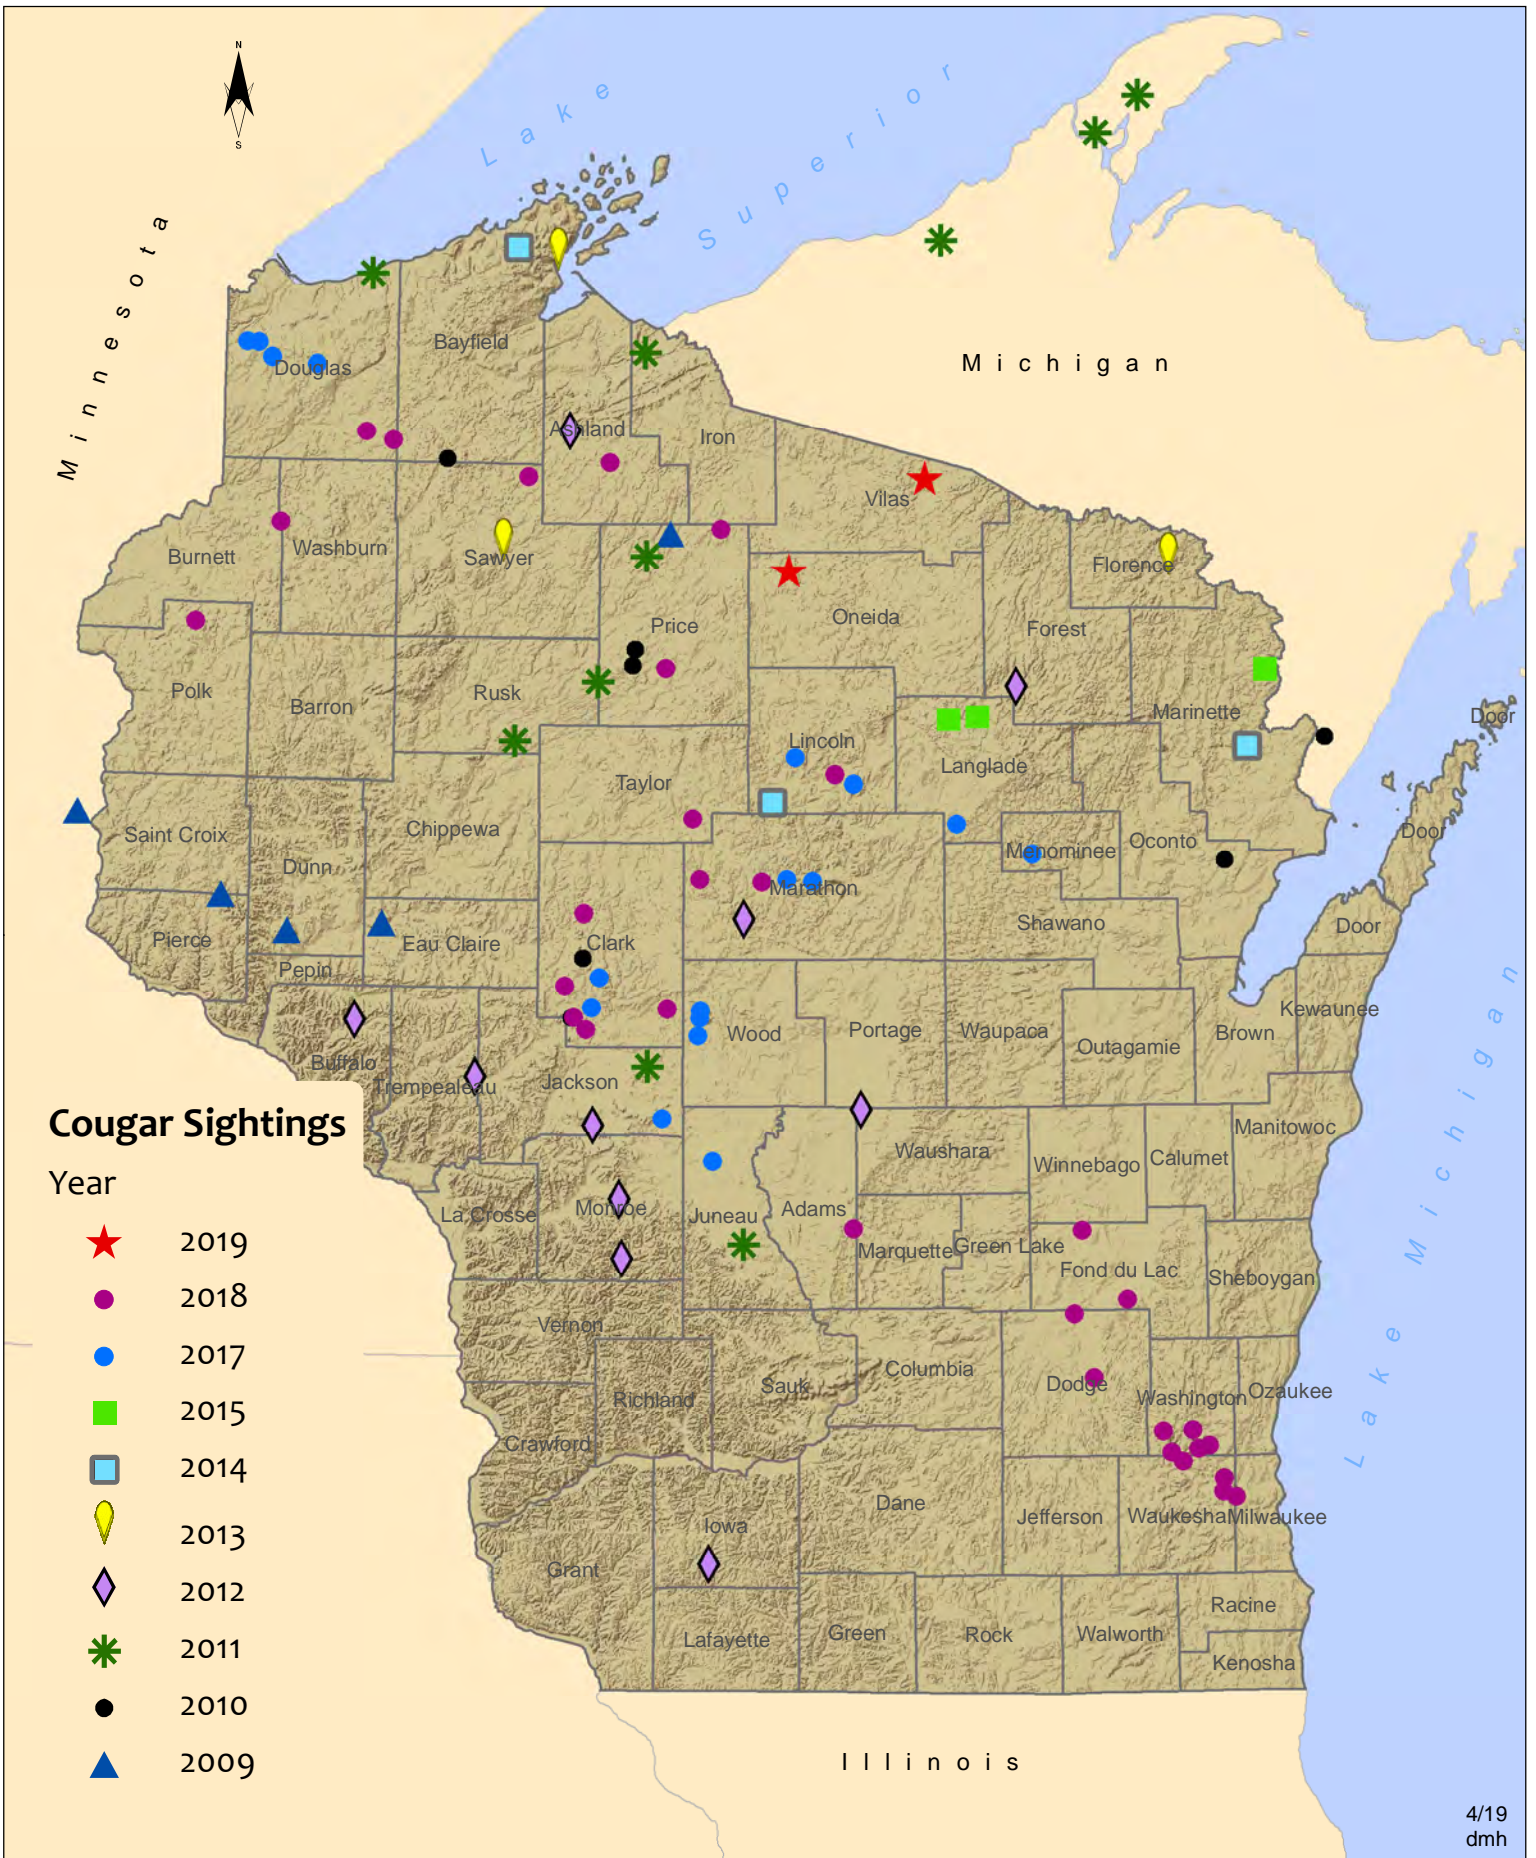 N
S
Lake Superior
Minnesota
Michigan
Douglas
Bayfield
Ashland
Iron
Vilas
Burnett
Washburn
Sawyer
Florence
Price
Oneida
Forest
Polk
Barron
Rusk
Marinette
Door
Lincoln
Langlade
Taylor
Saint Croix
Chippewa
Door
Oconto
Menominee
Dunn
Marathon
Shawano
Door
Pierce
Eau Claire
Clark
Pepin
Kewaunee
Wood
Portage
Waupaca
Brown
Outagamie
Buffalo
Trempealeau
Jackson
Manitowoc
Waushara
Winnebago
Calumet
La Crosse
Monroe
Juneau
Adams
Marquette
Green Lake
Fond du Lac
Sheboygan
Lake Michigan
Vernon
Columbia
Sauk
Dodge
Richland
Washington
Ozaukee
Crawford
Dane
Jefferson
Waukesha
Milwaukee
Iowa
Grant
Racine
Lafayette
Green
Rock
Walworth
Kenosha
Illinois
Cougar Sightings
Year
2019
2018
2017
2015
2014
2013
2012
2011
2010
2009
4/19
dmh